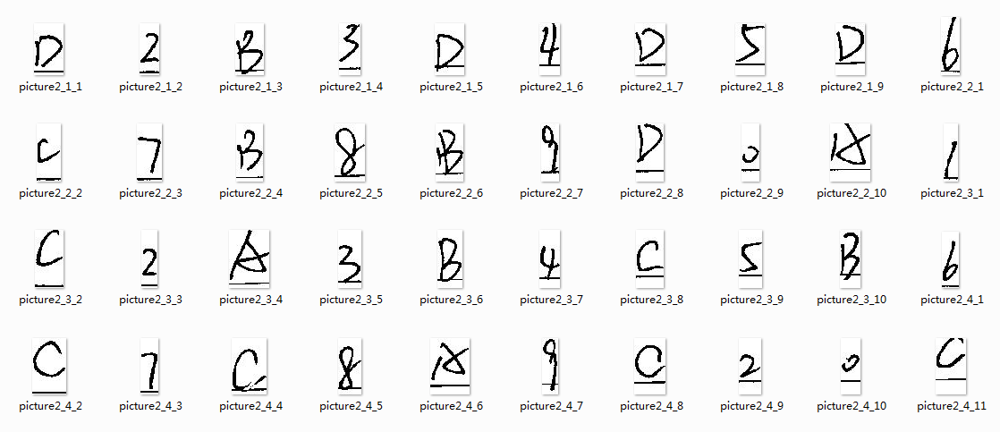 D 2 B 3 D 4 D 5 D 6
picture2_1_1 picture2_1_2 picture2_1_3 picture2_1_4 picture2_1_5 picture2_1_6 picture2_1_7 picture2_1_8 picture2_1_9 picture2_2_1
C 7 B 8 B 9 D 0 A 1
picture2_2_2 picture2_2_3 picture2_2_4 picture2_2_5 picture2_2_6 picture2_2_7 picture2_2_8 picture2_2_9 picture2_2_10 picture2_3_1
C 2 A 3 B 4 C 5 B 6
picture2_3_2 picture2_3_3 picture2_3_4 picture2_3_5 picture2_3_6 picture2_3_7 picture2_3_8 picture2_3_9 picture2_3_10 picture2_4_1
C 7 C 8 A 9 C 2 0 C
picture2_4_2 picture2_4_3 picture2_4_4 picture2_4_5 picture2_4_6 picture2_4_7 picture2_4_8 picture2_4_9 picture2_4_10 picture2_4_11